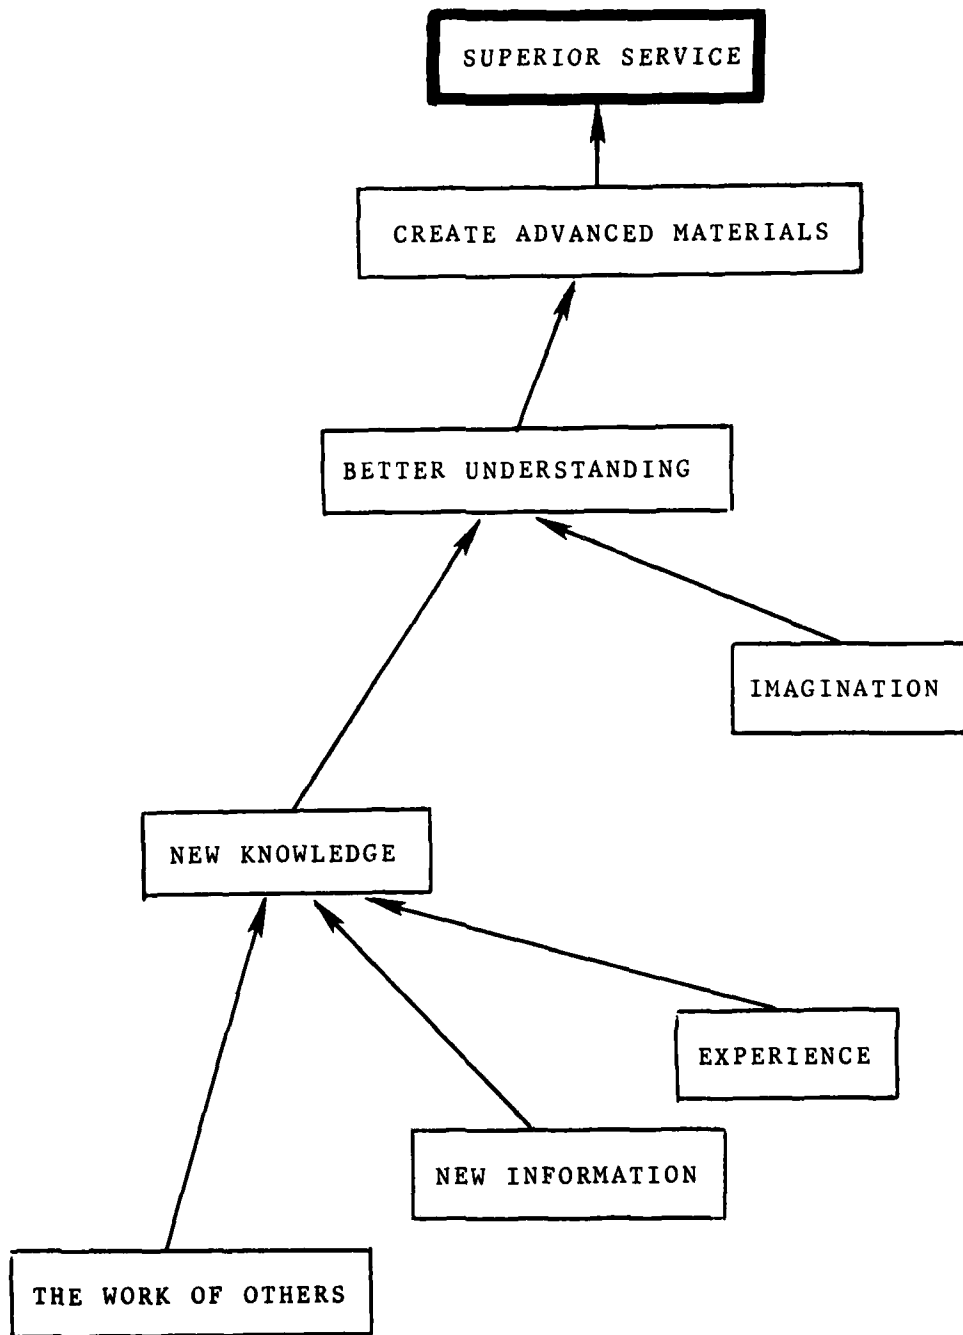 SUPERIOR SERVICE
CREATE ADVANCED MATERIALS
BETTER UNDERSTANDING
IMAGINATION
NEW KNOWLEDGE
EXPERIENCE
NEW INFORMATION
THE WORK OF OTHERS